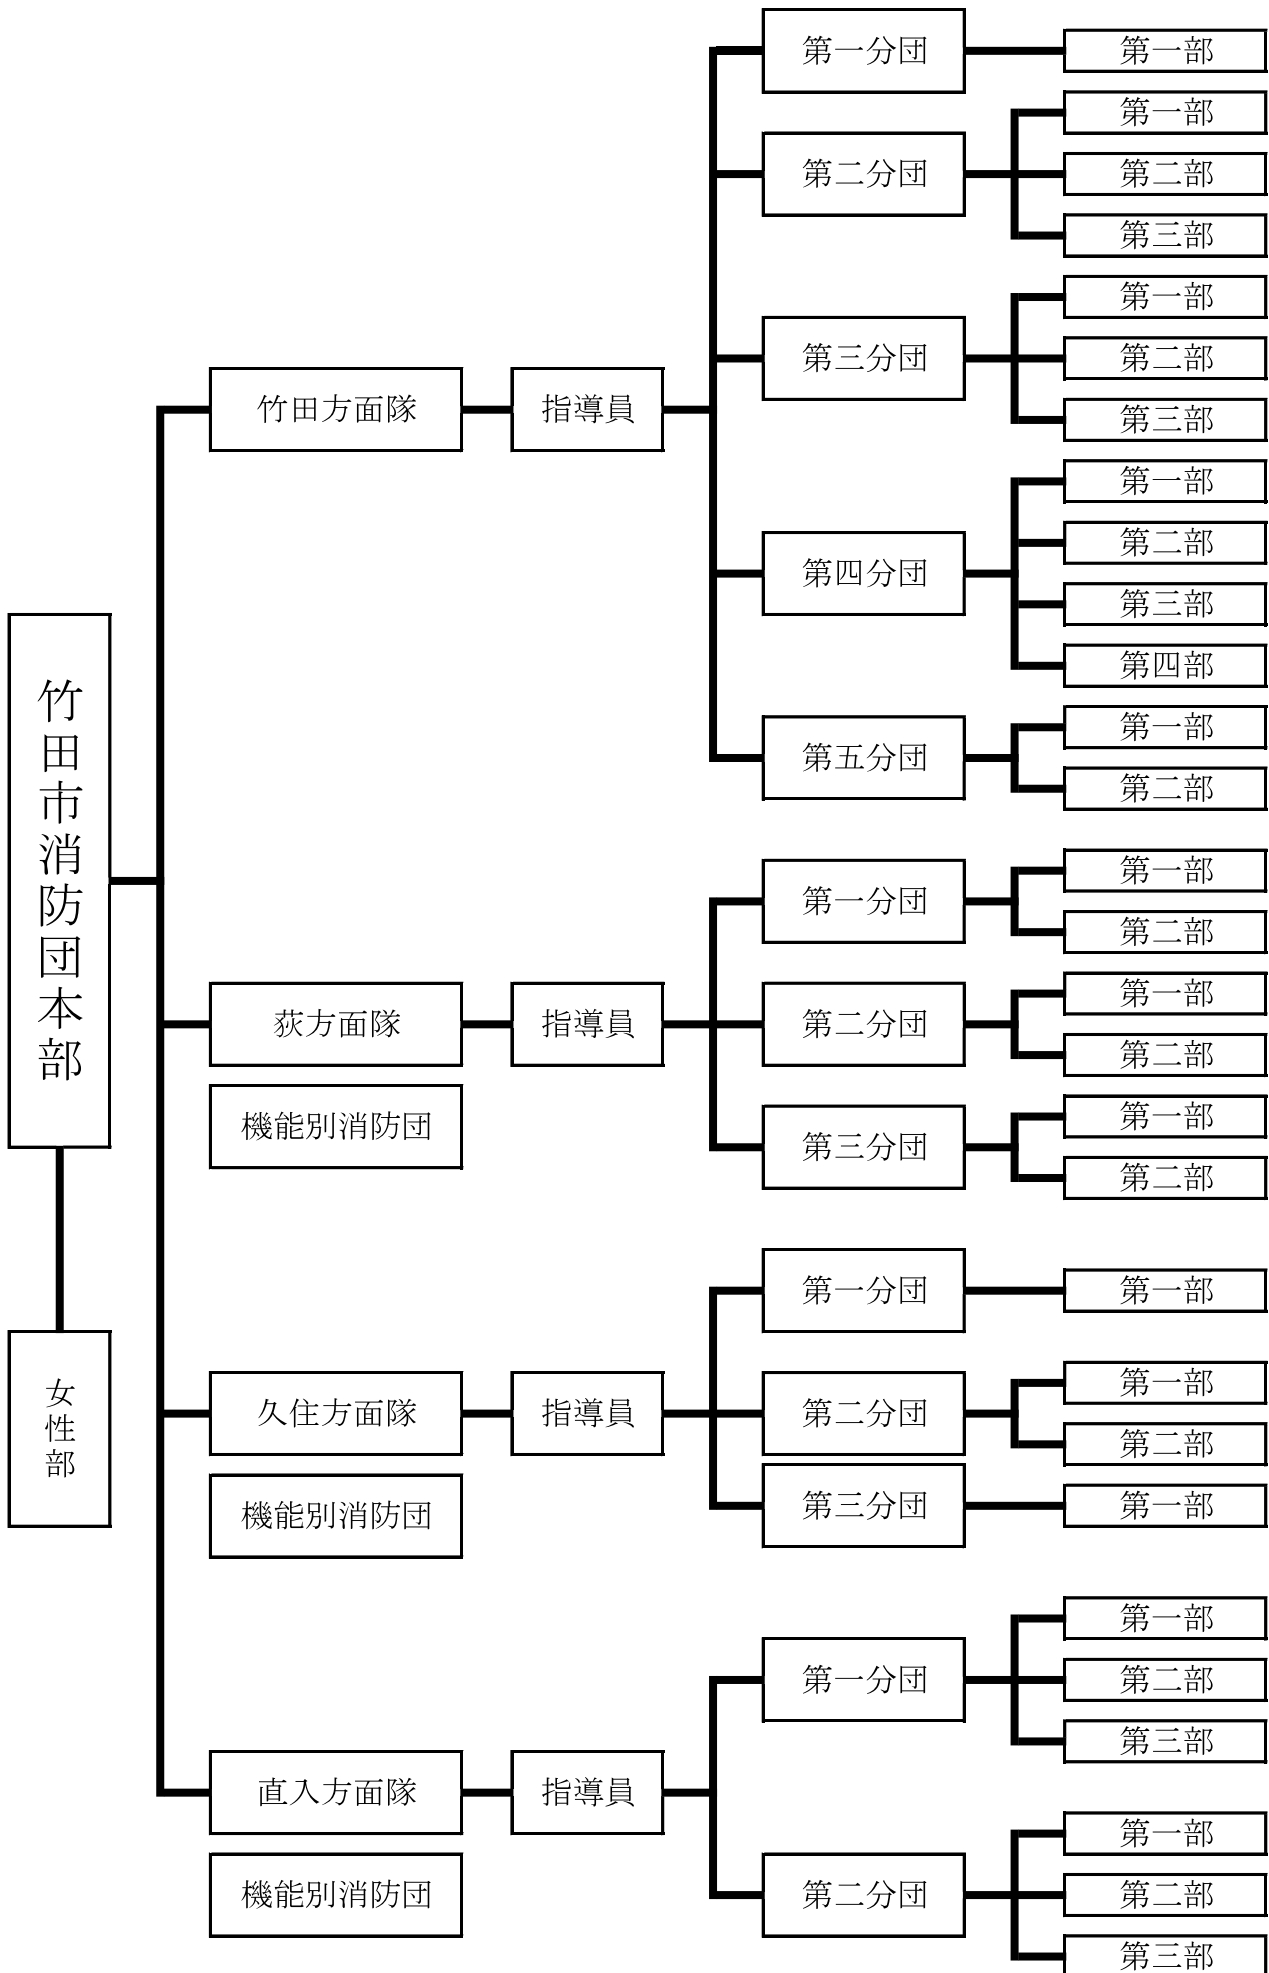 竹田市消防団本部
女性部
竹田方面隊
指導員
第一分団
第一部
第二分団
第一部
第二部
第三部
第三分団
第一部
第二部
第三部
第四分団
第一部
第二部
第三部
第四部
第五分団
第一部
第二部
荻方面隊
機能別消防団
指導員
第一分団
第一部
第二部
第二分団
第一部
第二部
第三分団
第一部
第二部
久住方面隊
機能別消防団
指導員
第一分団
第一部
第二分団
第一部
第二部
第三分団
第一部
直入方面隊
機能別消防団
指導員
第一分団
第一部
第二部
第三部
第二分団
第一部
第二部
第三部